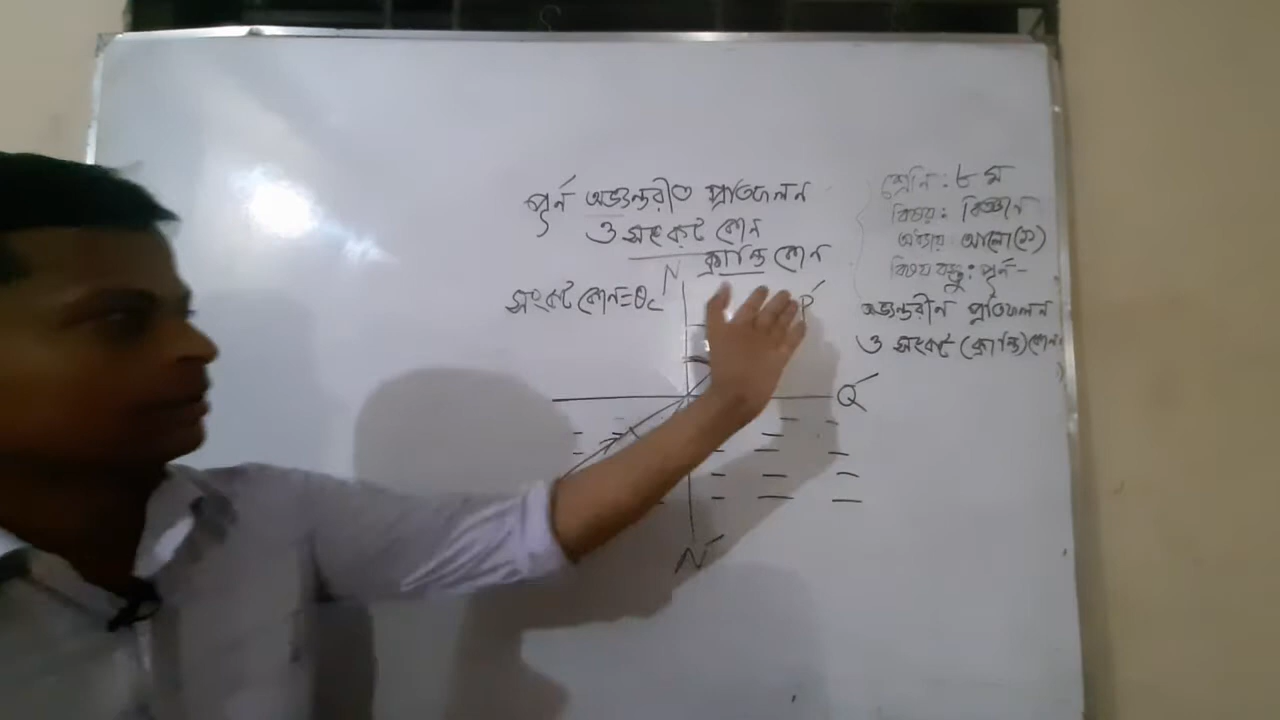 পূর্ন অভ্যন্তরীত প্রতিফলন
ও সংকট কোন
ক্রান্তি কোন
সংকট কোন=θc
N
P′
Q′
N′
শ্রেনি: ৮ম
বিষয়: বিজ্ঞান
অধ্যায় আলো(ক)
বিষয় বস্তু: পূর্ন-
অভ্যন্তরীন প্রতিফলন
ও সংকট (ক্রান্তি) কোন